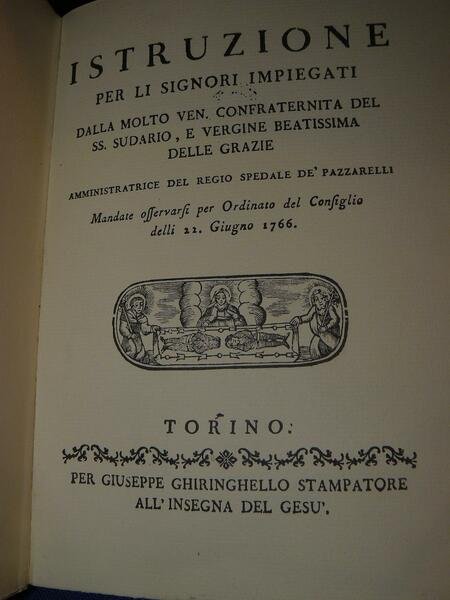 ISTRUZIONE
PER LI SIGNORI IMPIEGATI
DALLA MOLTO VEN. CONFRATERNITA DEL
SS. SUDARIO, E VERGINE BEATISSIMA
DELLE GRAZIE
AMMINISTRATRICE DEL REGIO SPEDALE DE' PAZZARELLI
Mandate oſſervarſi per Ordinato del Conſiglio
delli 22. Giugno 1766.
TORINO.
PER GIUSEPPE GHIRINGHELLO STAMPATORE
ALL' INSEGNA DEL GESU'.